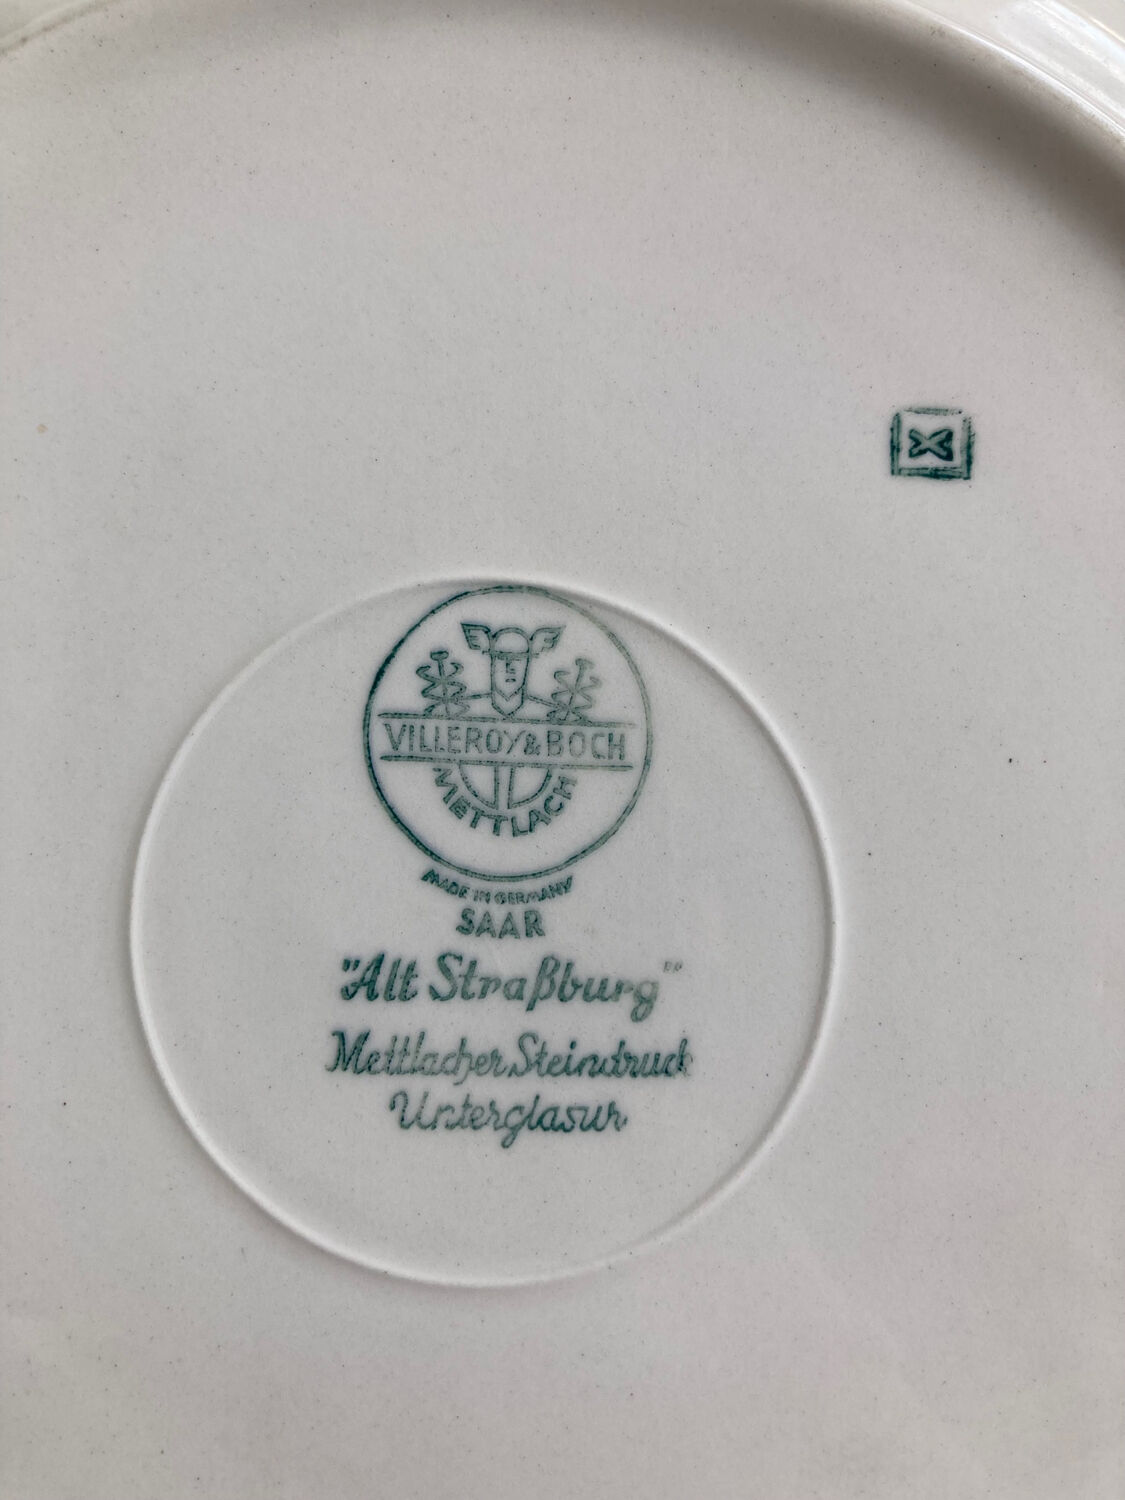 VILLEROY & BOCH
METTLACH
MADE IN GERMANY
SAAR
"Alt Straßburg"
Mettlacher Steindruck
Unterglasur